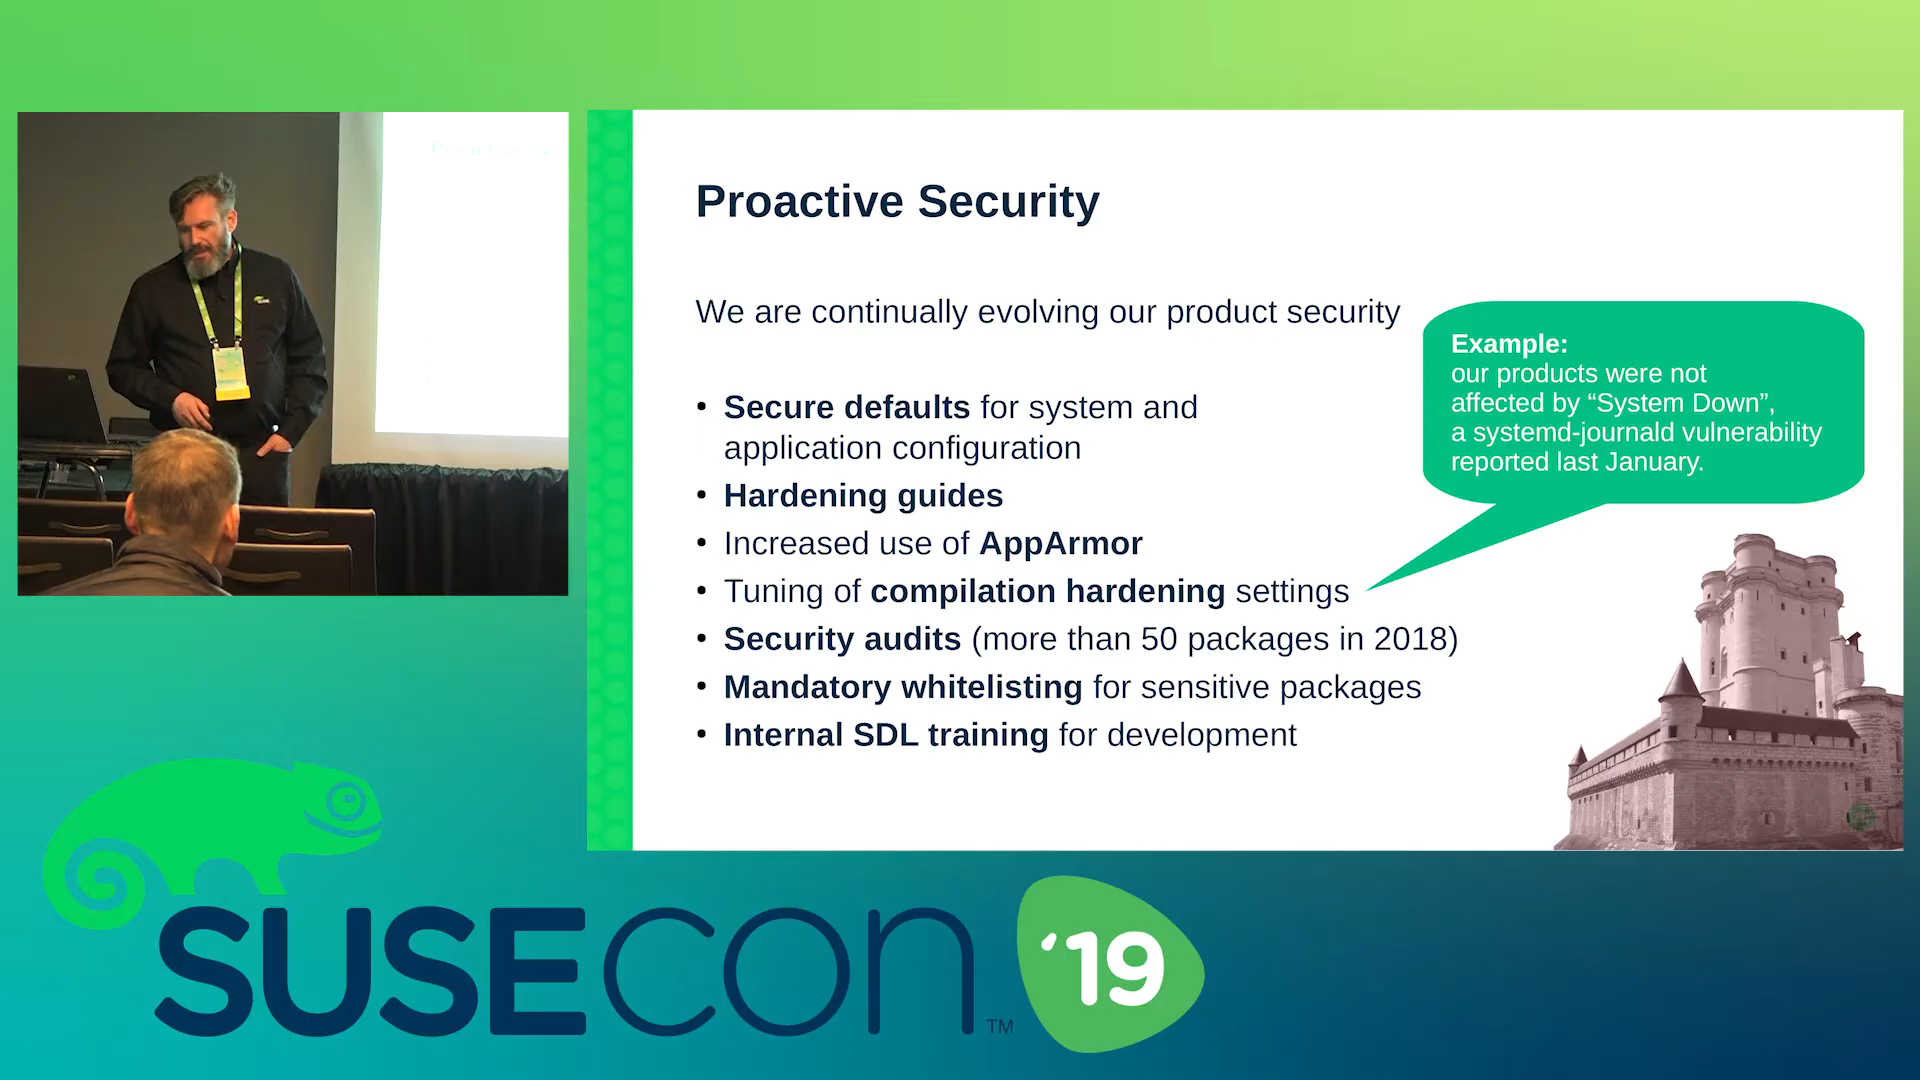 Proactive Security
We are continually evolving our product security
• Secure defaults for system and
application configuration
• Hardening guides
• Increased use of AppArmor
• Tuning of compilation hardening settings
• Security audits (more than 50 packages in 2018)
• Mandatory whitelisting for sensitive packages
• Internal SDL training for development
Example:
our products were not
affected by “System Down”,
a systemd-journald vulnerability
reported last January.
SUSECON ™ ‘19